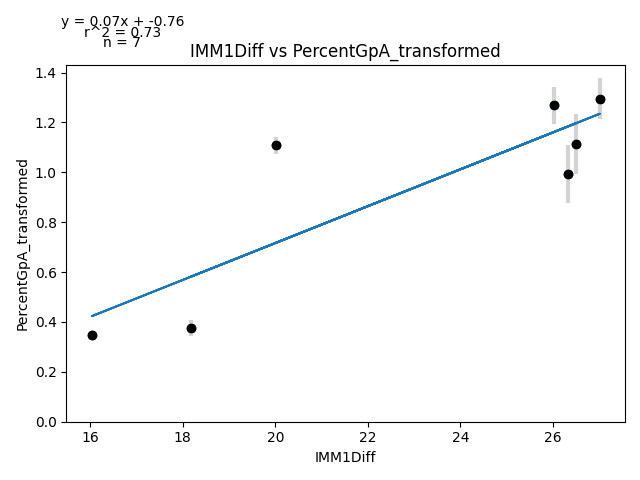 y = 0.07x + -0.76
r^2 = 0.73
n = 7
IMM1Diff vs PercentGpA_transformed
1.4
1.2
1.0
0.8
0.6
0.4
0.2
0.0
PercentGpA_transformed
16 18 20 22 24 26
IMM1Diff